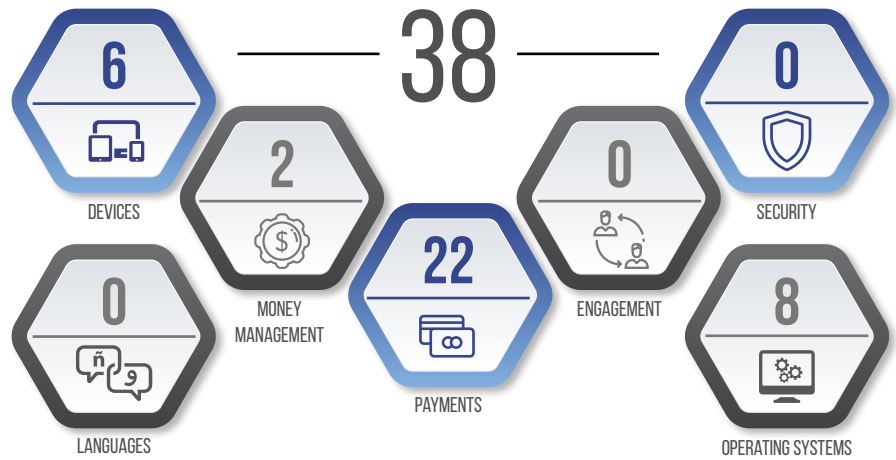 38
6
DEVICES
2
MONEY
MANAGEMENT
22
PAYMENTS
0
ENGAGEMENT
0
SECURITY
0
ñ
و
LANGUAGES
$
8
OPERATING SYSTEMS